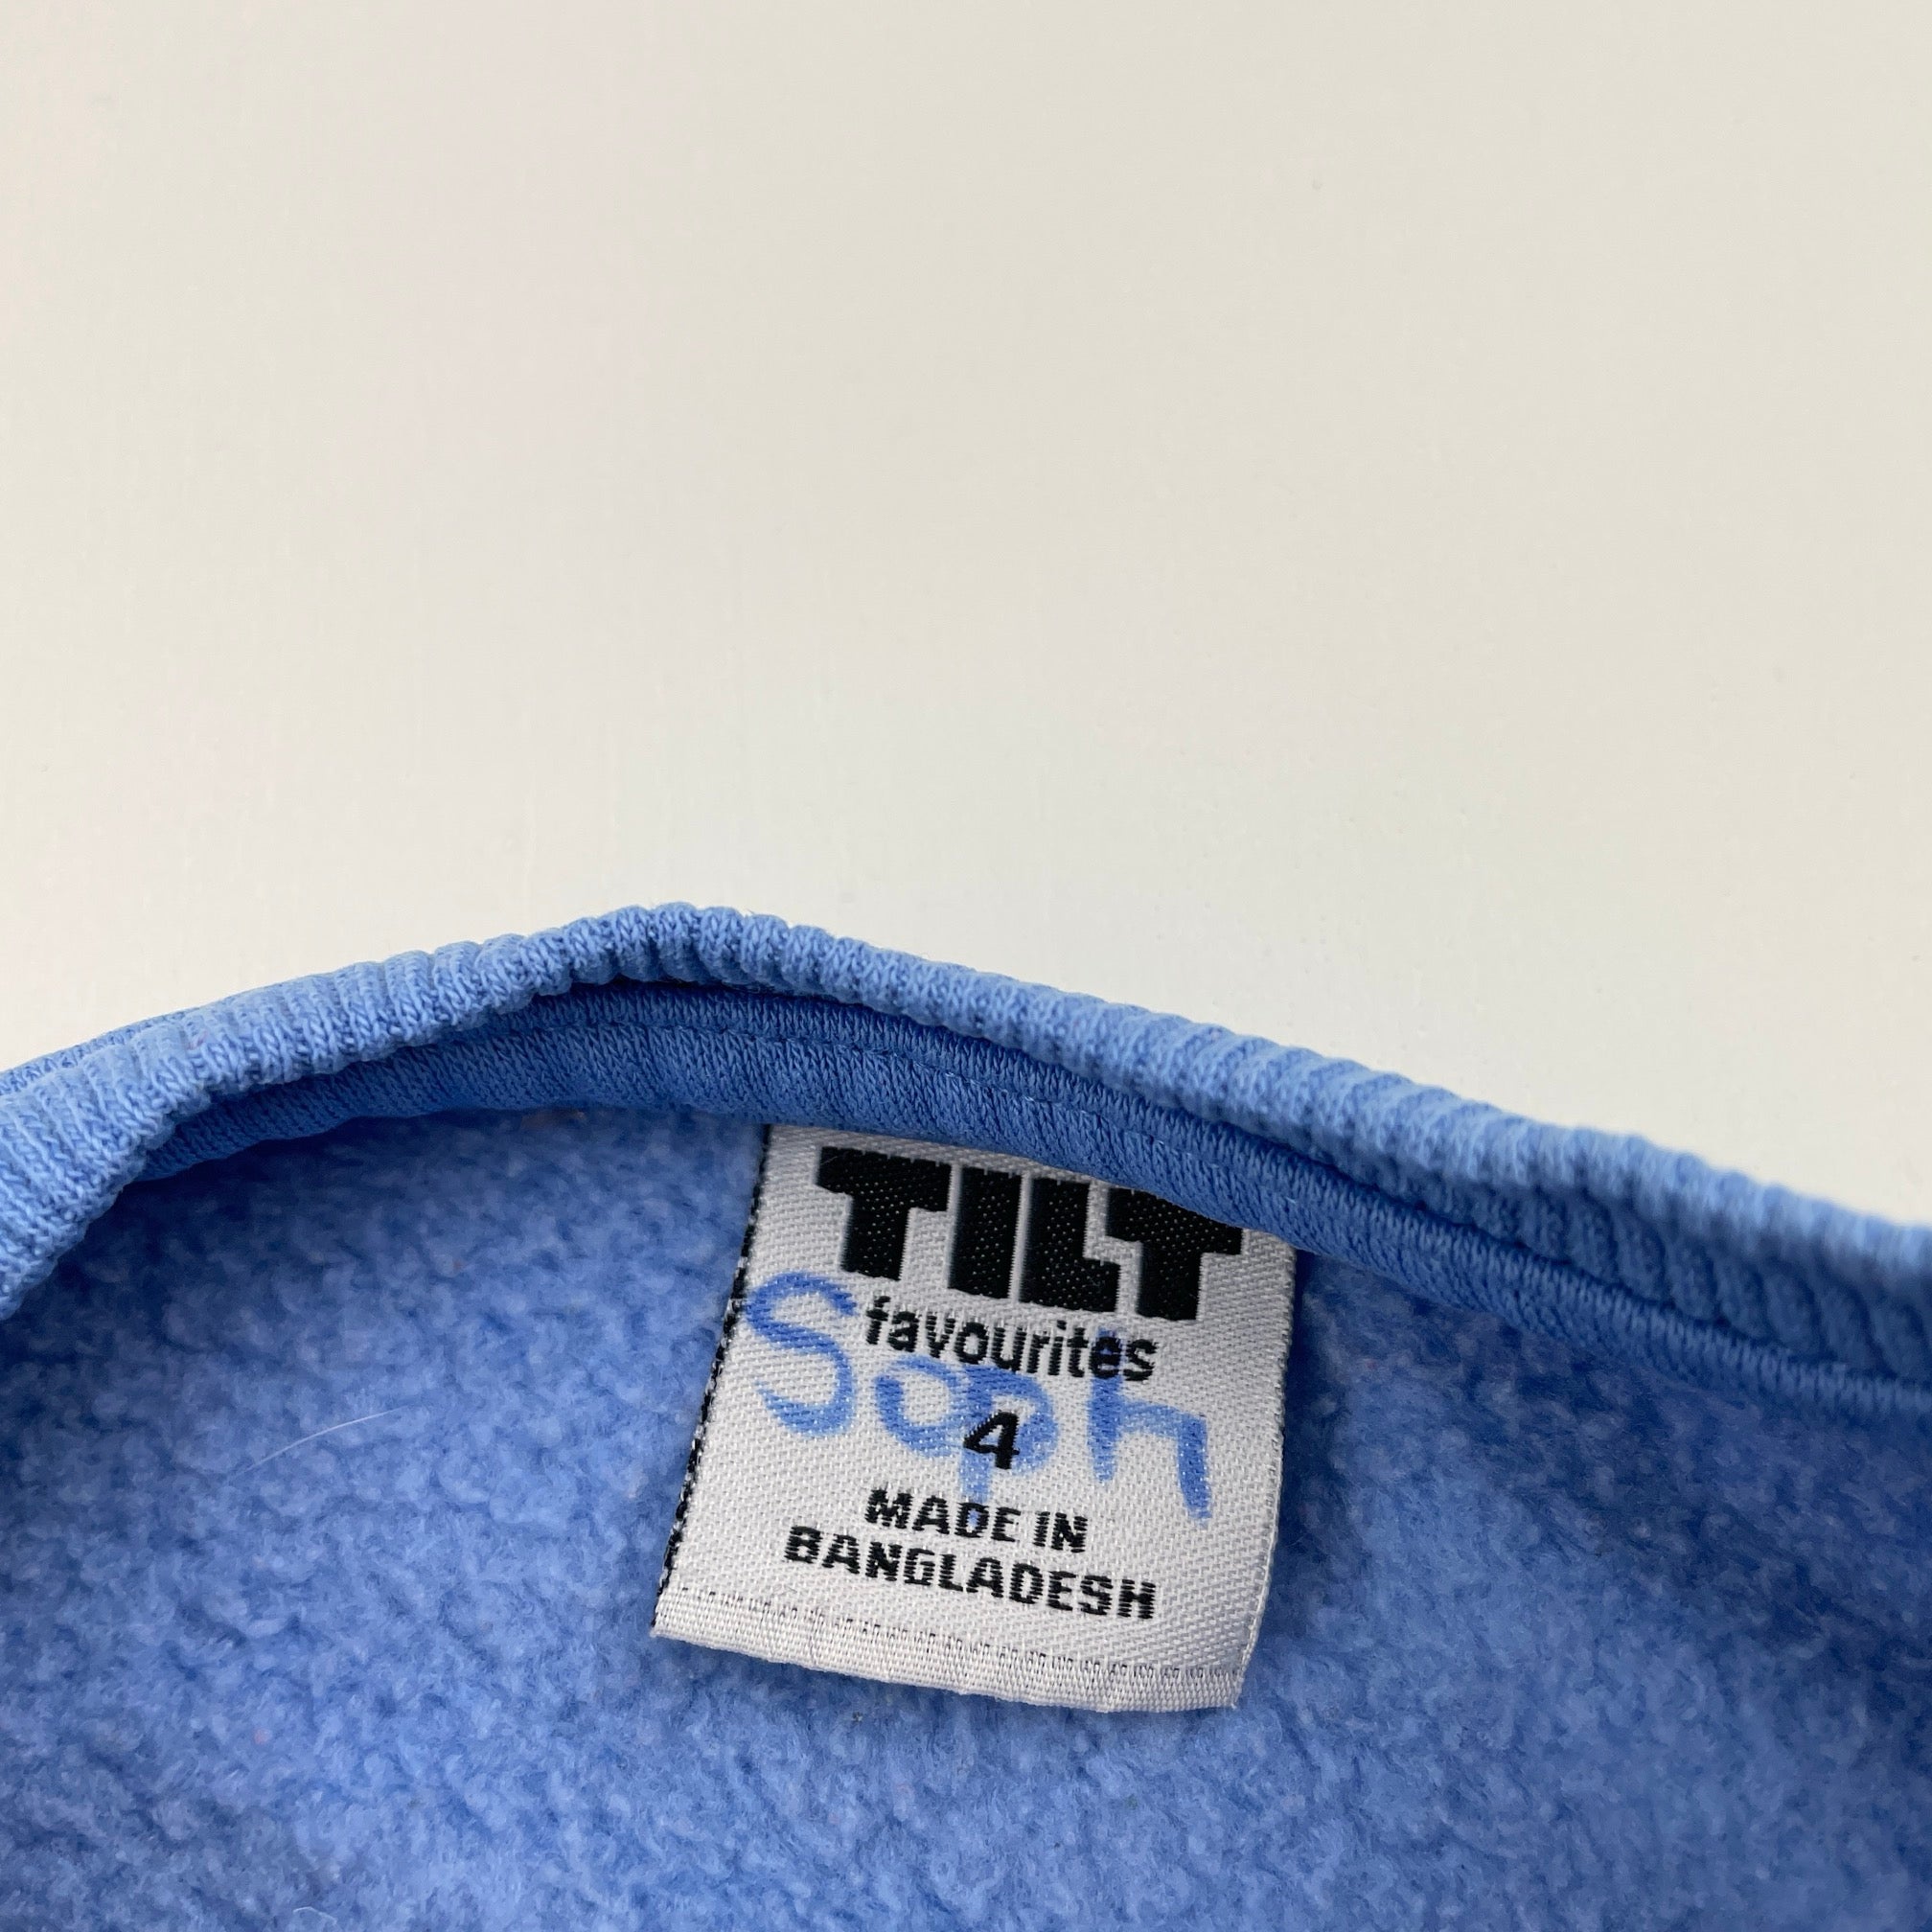 TILT
favourites
Soph
4
MADE IN
BANGLADESH